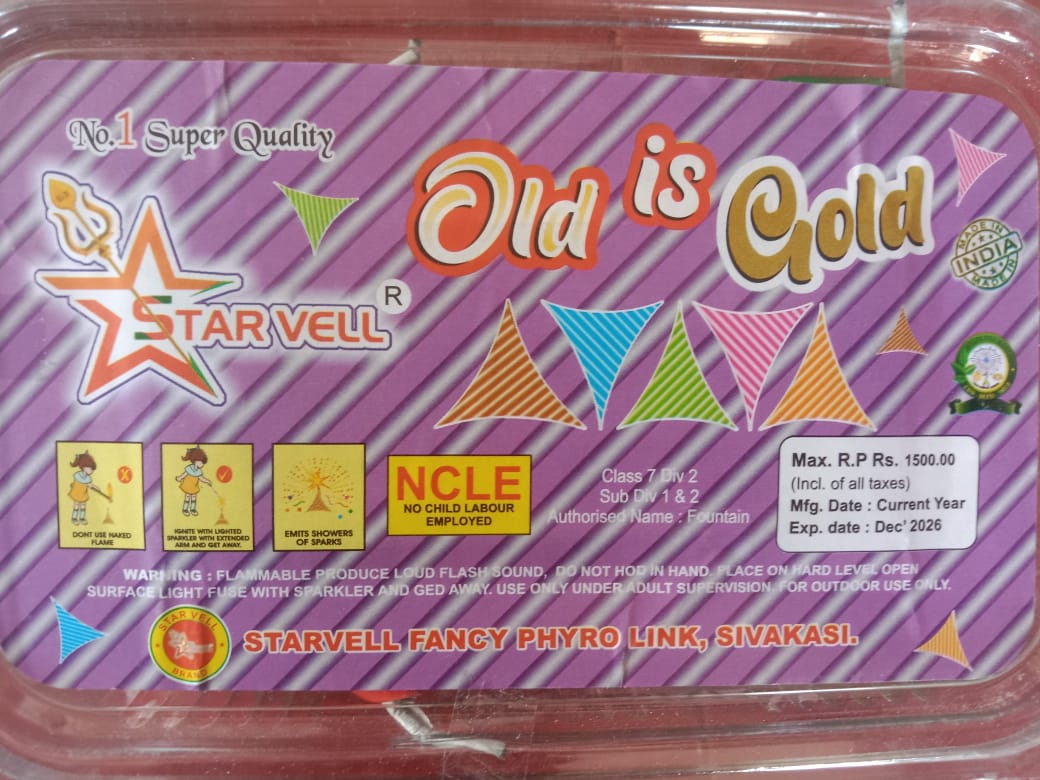 No.1 Super Quality
Old is Gold
STAR VELL
R
MADE IN
INDIA
MADE IN
DONT USE NAKED
FLAME
IGNITE WITH LIGHTED
SPARKLER WITH EXTENDED
ARM AND GET AWAY.
EMITS SHOWERS
OF SPARKS
NCLE
NO CHILD LABOUR
EMPLOYED
Class 7 Div 2
Sub Div 1 & 2
Authorised Name : Fountain
Max. R.P Rs. 1500.00
(Incl. of all taxes)
Mfg. Date : Current Year
Exp. date : Dec' 2026
WARNING : FLAMMABLE PRODUCE LOUD FLASH SOUND, DO NOT HOD IN HAND. PLACE ON HARD LEVEL OPEN
SURFACE LIGHT FUSE WITH SPARKLER AND GED AWAY. USE ONLY UNDER ADULT SUPERVISION. FOR OUTDOOR USE ONLY.
STAR VELL
BRAND
STARVELL FANCY PHYRO LINK, SIVAKASI.